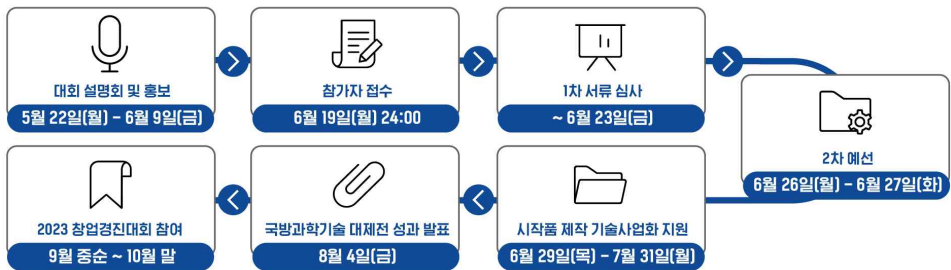 대회 설명회 및 홍보
5월 22일(월) - 6월 9일(금)
참가자 접수
6월 19일(월) 24:00
1차 서류 심사
~ 6월 23일(금)
2차 예선
6월 26일(월) - 6월 27일(화)
시작품 제작 기술사업화 지원
6월 29일(목) - 7월 31일(월)
국방과학기술 대제전 성과 발표
8월 4일(금)
2023 창업경진대회 참여
9월 중순 ~ 10월 말